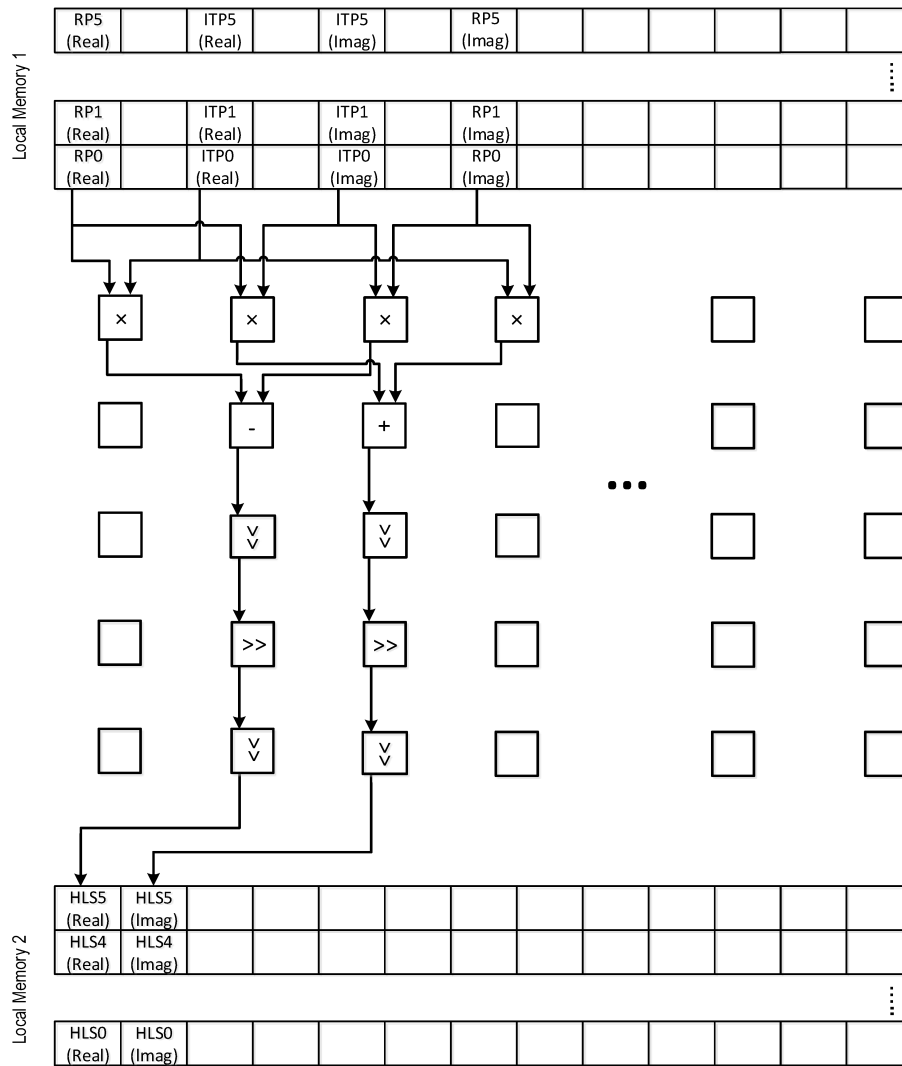 Local Memory 1
RP5 ITP5 ITP5 RP5
(Real) (Real) (Imag) (Imag)
RP1 ITP1 ITP1 RP1
(Real) (Real) (Imag) (Imag)
RP0 ITP0 ITP0 RP0
(Real) (Real) (Imag) (Imag)
× × × ×
- +
...
>> >>
>> >>
>> >>
Local Memory 2
HLS5 HLS5
(Real) (Imag)
HLS4 HLS4
(Real) (Imag)
HLS0 HLS0
(Real) (Imag)